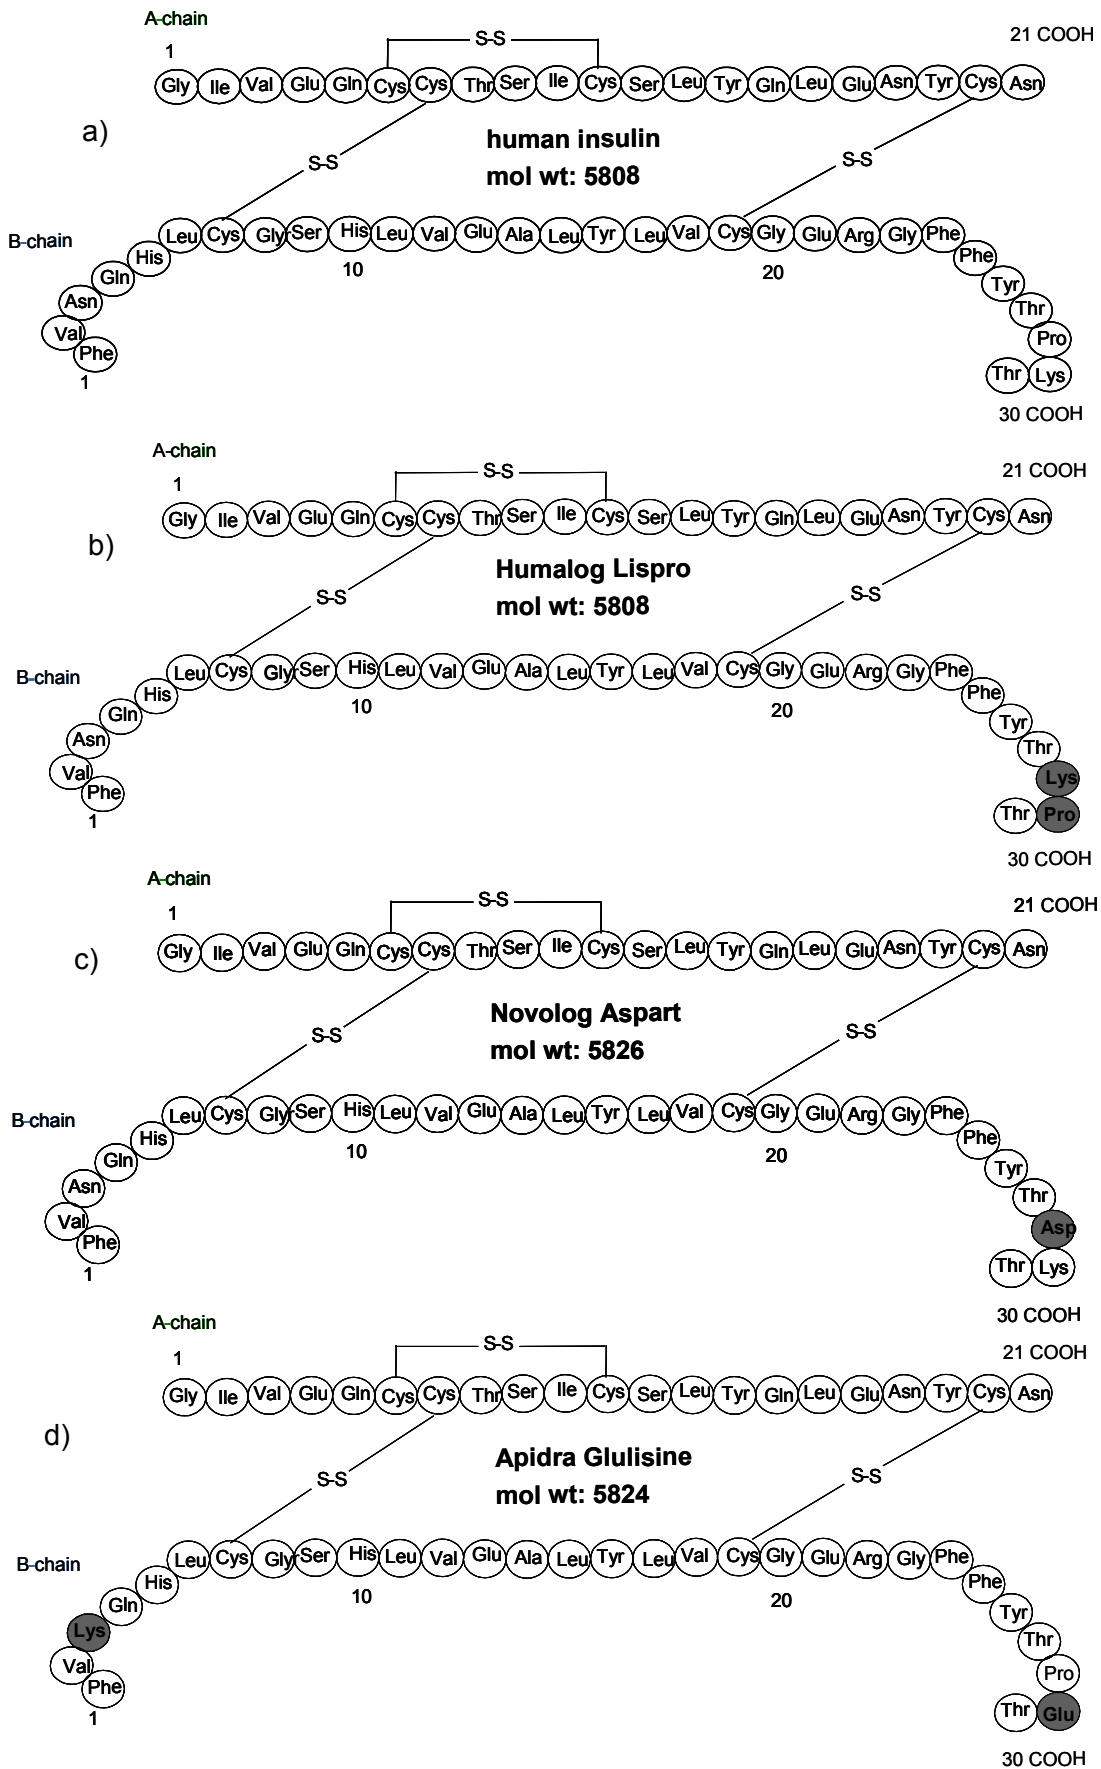 A-chain
1
21 COOH
S-S
Gly Ile Val Glu Gln Cys Cys Thr Ser Ile Cys Ser Leu Tyr Gln Leu Glu Asn Tyr Cys Asn
a)
human insulin
mol wt: 5808
S-S
S-S
B-chain
Leu Cys Gly Ser His Leu Val Glu Ala Leu Tyr Leu Val Cys Gly Glu Arg Gly Phe
His
Gln
Asn
Val
Phe
1
10
20
Phe
Tyr
Thr
Pro
Thr Lys
30 COOH
A-chain
1
21 COOH
S-S
Gly Ile Val Glu Gln Cys Cys Thr Ser Ile Cys Ser Leu Tyr Gln Leu Glu Asn Tyr Cys Asn
b)
Humalog Lispro
mol wt: 5808
S-S
S-S
B-chain
Leu Cys Gly Ser His Leu Val Glu Ala Leu Tyr Leu Val Cys Gly Glu Arg Gly Phe
His
Gln
Asn
Val
Phe
1
10
20
Phe
Tyr
Thr
Lys
Thr Pro
30 COOH
A-chain
1
21 COOH
S-S
Gly Ile Val Glu Gln Cys Cys Thr Ser Ile Cys Ser Leu Tyr Gln Leu Glu Asn Tyr Cys Asn
c)
Novolog Aspart
mol wt: 5826
S-S
S-S
B-chain
Leu Cys Gly Ser His Leu Val Glu Ala Leu Tyr Leu Val Cys Gly Glu Arg Gly Phe
His
Gln
Asn
Val
Phe
1
10
20
Phe
Tyr
Thr
Asp
Thr Lys
30 COOH
A-chain
1
21 COOH
S-S
Gly Ile Val Glu Gln Cys Cys Thr Ser Ile Cys Ser Leu Tyr Gln Leu Glu Asn Tyr Cys Asn
d)
Apidra Glulisine
mol wt: 5824
S-S
S-S
B-chain
Leu Cys Gly Ser His Leu Val Glu Ala Leu Tyr Leu Val Cys Gly Glu Arg Gly Phe
His
Gln
Lys
Val
Phe
1
10
20
Phe
Tyr
Thr
Pro
Thr Glu
30 COOH